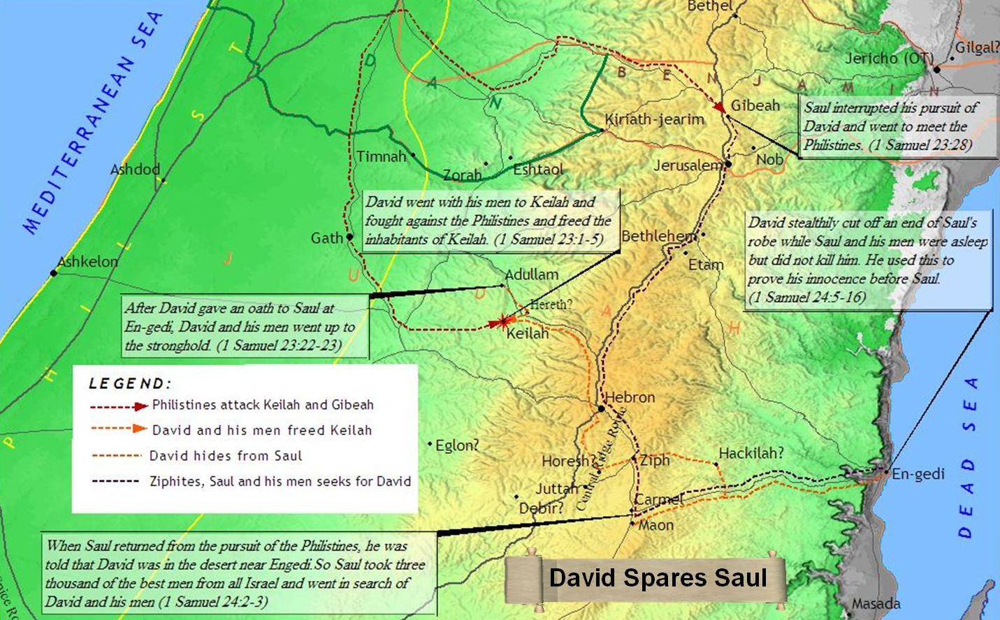 Bethel
Gilgal?
Jericho (OT)
MEDITERRANEAN SEA
D A N
B E N J A M I N
Gibeah
Saul interrupted his pursuit of
David and went to meet the
Philistines. (1 Samuel 23:28)
Kiriath-jearim
Timnah
Zorah
Eshtaol
Nob
Jerusalem
Ashdod
David went with his men to Keilah and
fought against the Philistines and freed the
inhabitants of Keilah. (1 Samuel 23:1-5)
David stealthily cut off an end of Saul's
robe while Saul and his men were asleep
but did not kill him. He used this to
prove his innocence before Saul.
(1 Samuel 24:5-16)
Gath
Bethlehem
Etam
Ashkelon
J U D A H
Adullam
Hereth?
Keilah
After David gave an oath to Saul at
En-gedi, David and his men went up to
the stronghold. (1 Samuel 23:22-23)
P H I L I S T
LEGEND:
Philistines attack Keilah and Gibeah
David and his men freed Keilah
David hides from Saul
Ziphites, Saul and his men seeks for David
Hebron
Central Ridge Route
Eglon?
Horesh?
Ziph
Hackilah?
Juttah
Debir?
En-gedi
Carmel
Maon
DEAD SEA
When Saul returned from the pursuit of the Philistines, he was
told that David was in the desert near Engedi.So Saul took three
thousand of the best men from all Israel and went in search of
David and his men (1 Samuel 24:2-3)
David Spares Saul
Masada